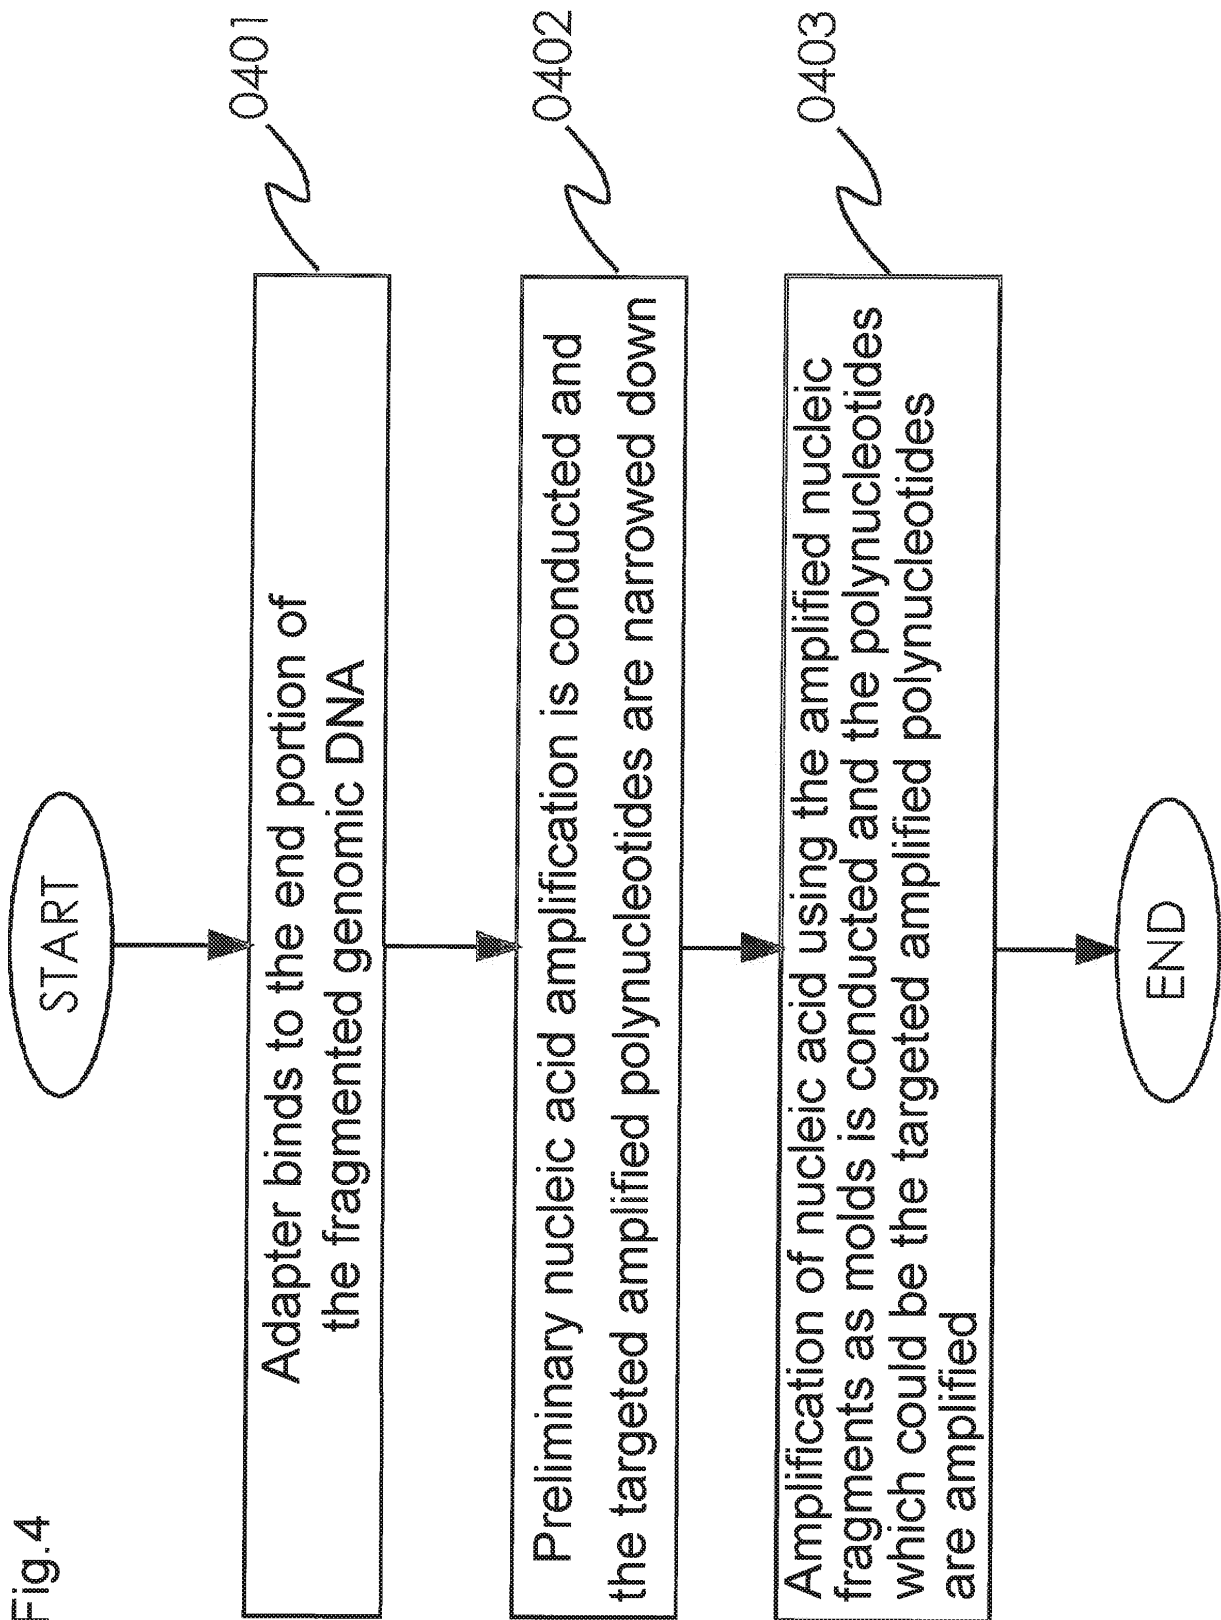 Fig.4
START
0401
Adapter binds to the end portion of
the fragmented genomic DNA
0402
Preliminary nucleic acid amplification is conducted and
the targeted amplified polynucleotides are narrowed down
0403
Amplification of nucleic acid using the amplified nucleic
fragments as molds is conducted and the polynucleotides
which could be the targeted amplified polynucleotides
are amplified
END